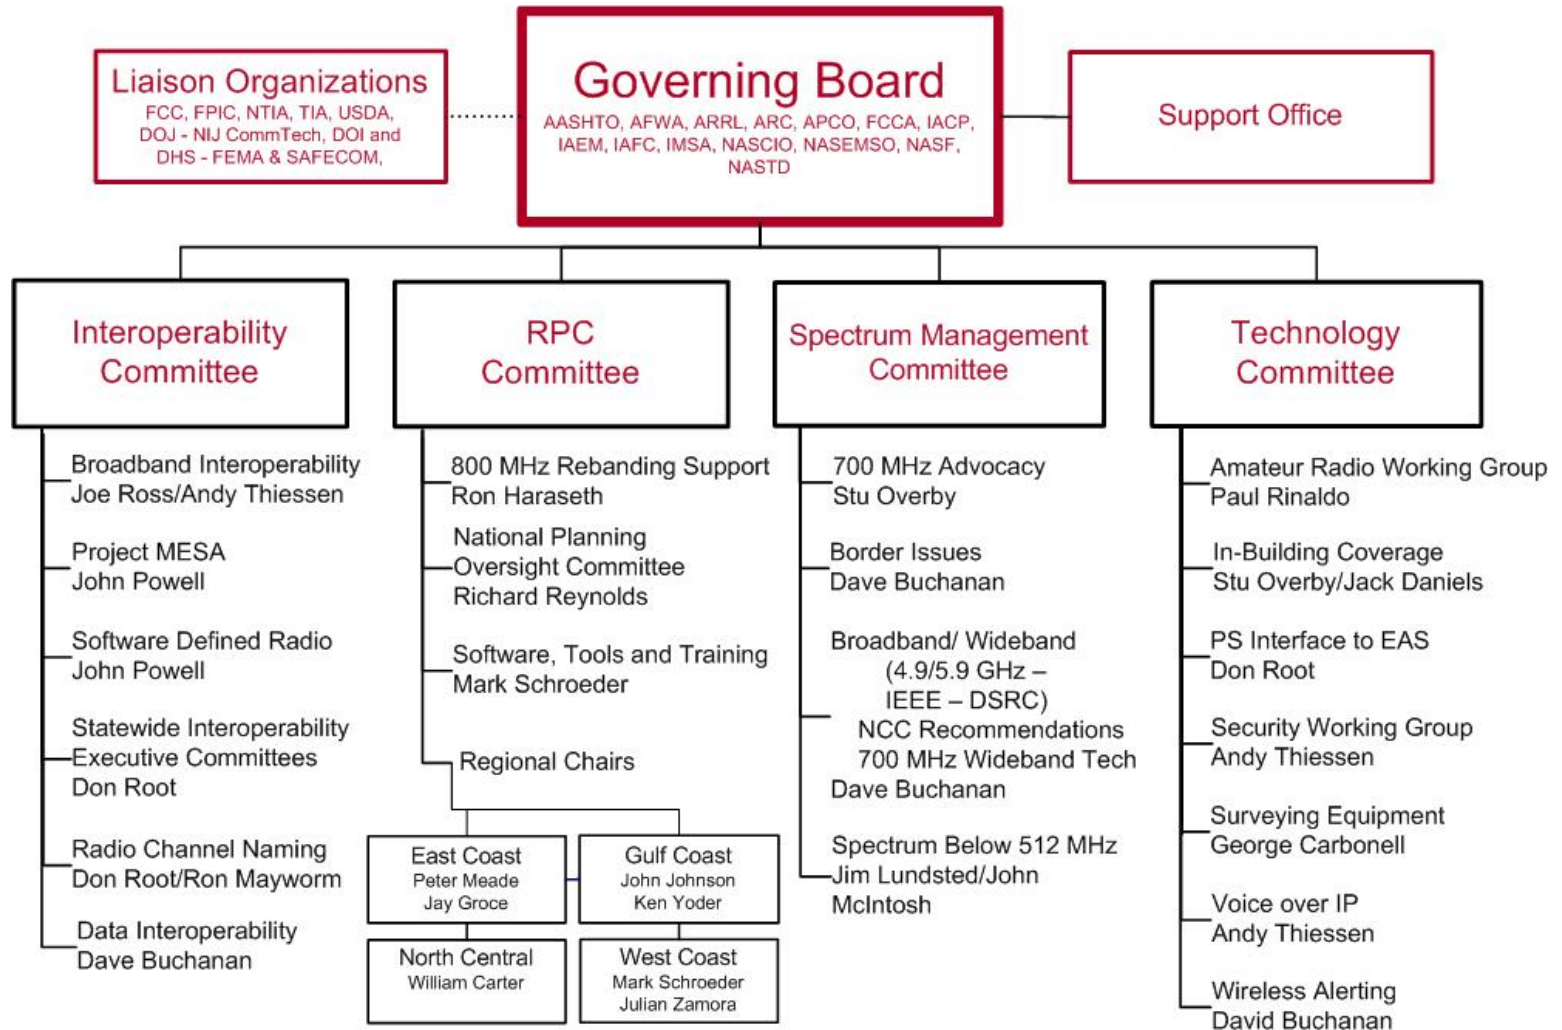 Liaison Organizations
FCC, FPIC, NTIA, TIA, USDA,
DOJ - NIJ CommTech, DOI and
DHS - FEMA & SAFECOM,
Governing Board
AASHTO, AFWA, ARRL, ARC, APCO, FCCA, IACP,
IAEM, IAFC, IMSA, NASCIO, NASEMSO, NASF,
NASTD
Support Office
Interoperability
Committee
Broadband Interoperability
Joe Ross/Andy Thiessen
Project MESA
John Powell
Software Defined Radio
John Powell
Statewide Interoperability
Executive Committees
Don Root
Radio Channel Naming
Don Root/Ron Mayworm
Data Interoperability
Dave Buchanan
RPC
Committee
800 MHz Rebanding Support
Ron Haraseth
National Planning
Oversight Committee
Richard Reynolds
Software, Tools and Training
Mark Schroeder
Regional Chairs
East Coast
Peter Meade
Jay Groce
Gulf Coast
John Johnson
Ken Yoder
North Central
William Carter
West Coast
Mark Schroeder
Julian Zamora
Spectrum Management
Committee
700 MHz Advocacy
Stu Overby
Border Issues
Dave Buchanan
Broadband/ Wideband
(4.9/5.9 GHz –
IEEE – DSRC)
NCC Recommendations
700 MHz Wideband Tech
Dave Buchanan
Spectrum Below 512 MHz
Jim Lundsted/John
McIntosh
Technology
Committee
Amateur Radio Working Group
Paul Rinaldo
In-Building Coverage
Stu Overby/Jack Daniels
PS Interface to EAS
Don Root
Security Working Group
Andy Thiessen
Surveying Equipment
George Carbonell
Voice over IP
Andy Thiessen
Wireless Alerting
David Buchanan